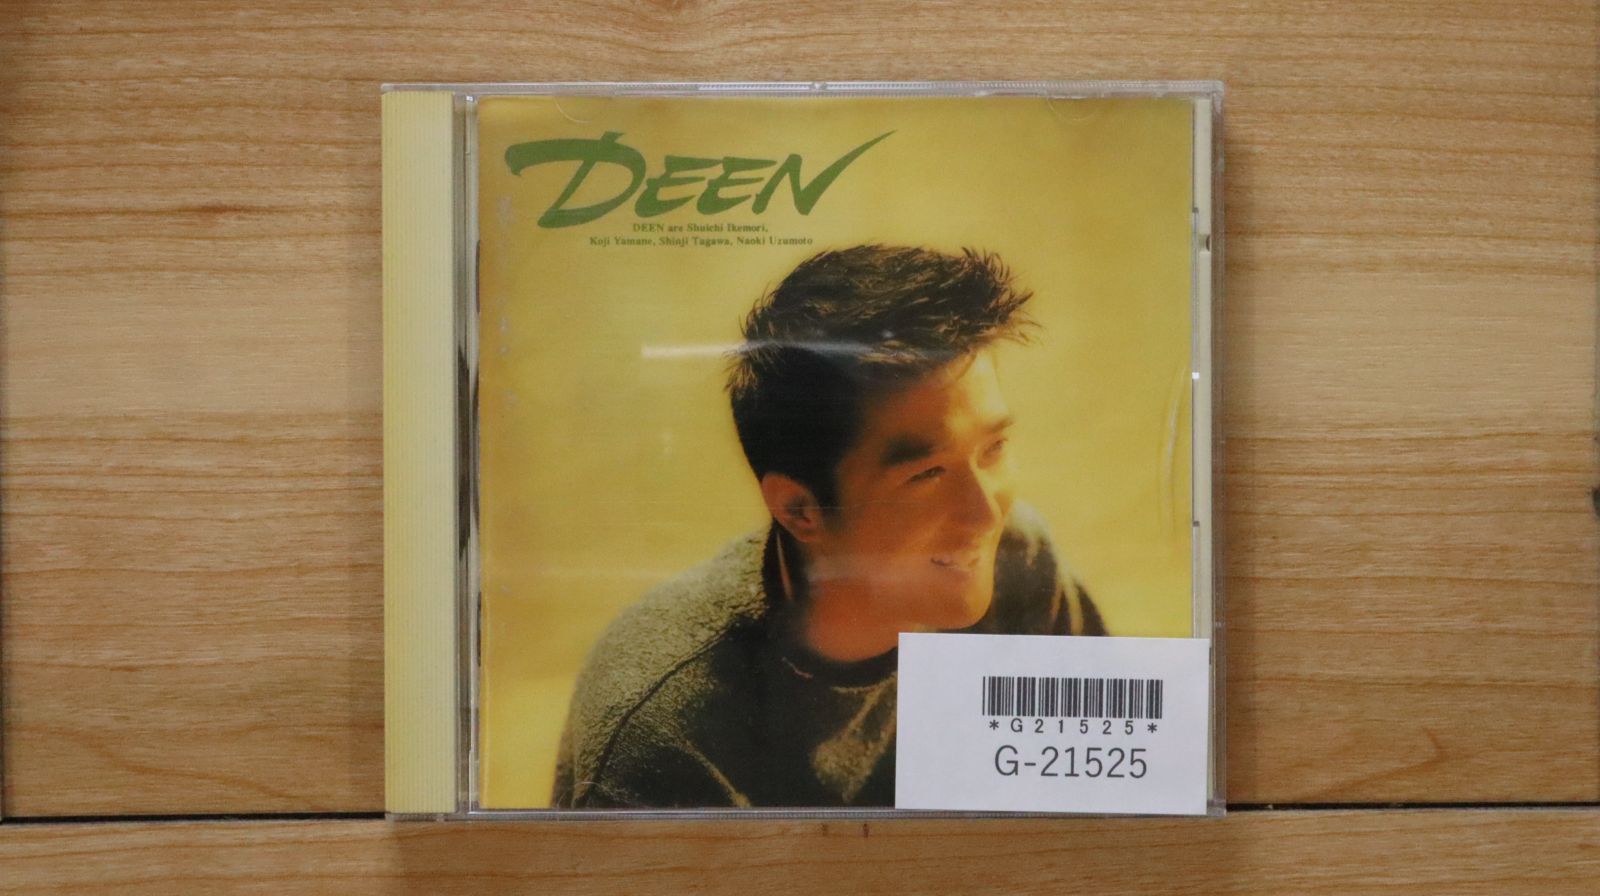 DEEN
DEEN are Shuichi Ikemori,
Koji Yamane, Shinji Tagawa, Naoki Uzumoto
*G21525*
G-21525